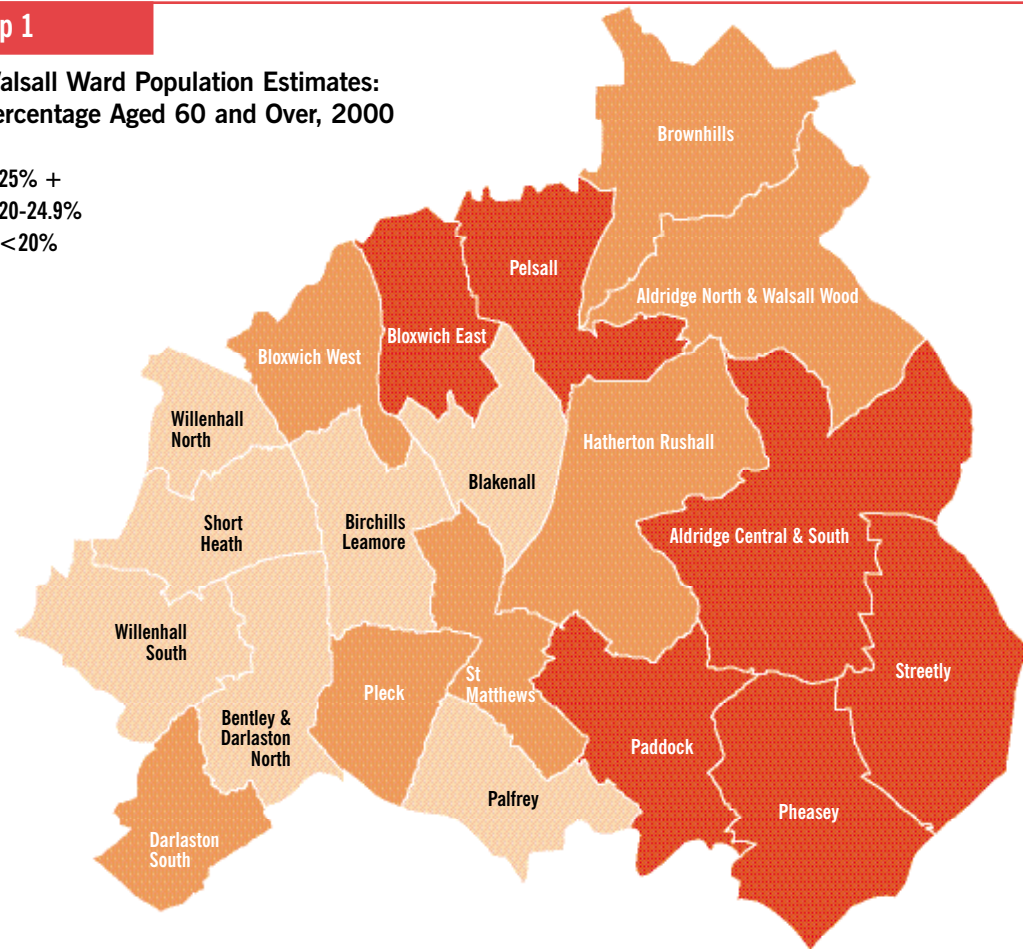 p 1
alsall Ward Population Estimates:
ercentage Aged 60 and Over, 2000
25% +
20-24.9%
<20%
Brownhills
Pelsall
Aldridge North & Walsall Wood
Bloxwich East
Bloxwich West
Willenhall
North
Hatherton Rushall
Blakenall
Short
Heath
Birchills
Leamore
Aldridge Central & South
Willenhall
South
Streetly
St
Matthews
Pleck
Bentley &
Darlaston
North
Paddock
Palfrey
Pheasey
Darlaston
South